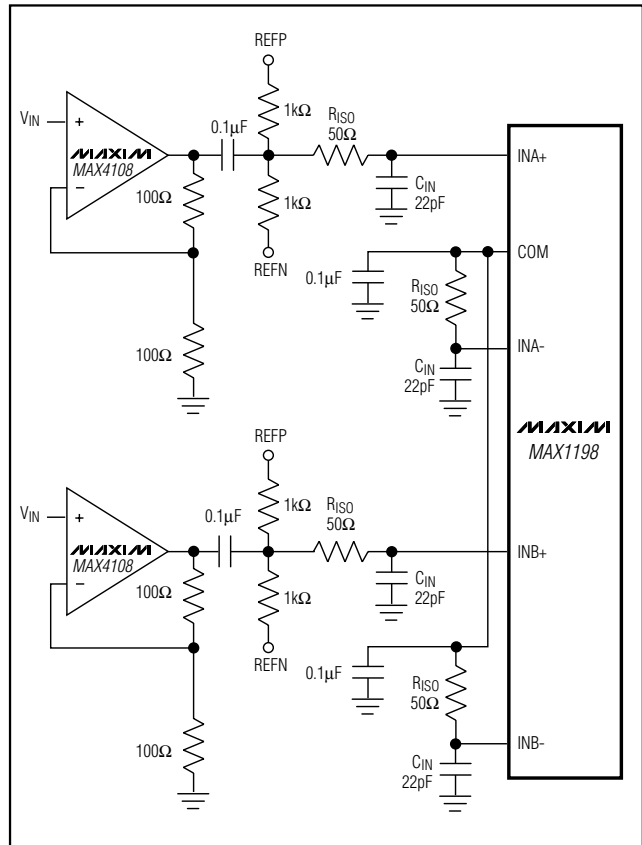 REFP
VIN
+
MAXIM
MAX4108
−
0.1µF
1kΩ
RISO
50Ω
INA+
100Ω
1kΩ
CIN
22pF
REFN
COM
0.1µF
RISO
50Ω
100Ω
INA-
CIN
22pF
MAXIM
MAX1198
REFP
VIN
+
MAXIM
MAX4108
−
0.1µF
1kΩ
RISO
50Ω
INB+
100Ω
1kΩ
CIN
22pF
REFN
0.1µF
RISO
50Ω
100Ω
INB-
CIN
22pF